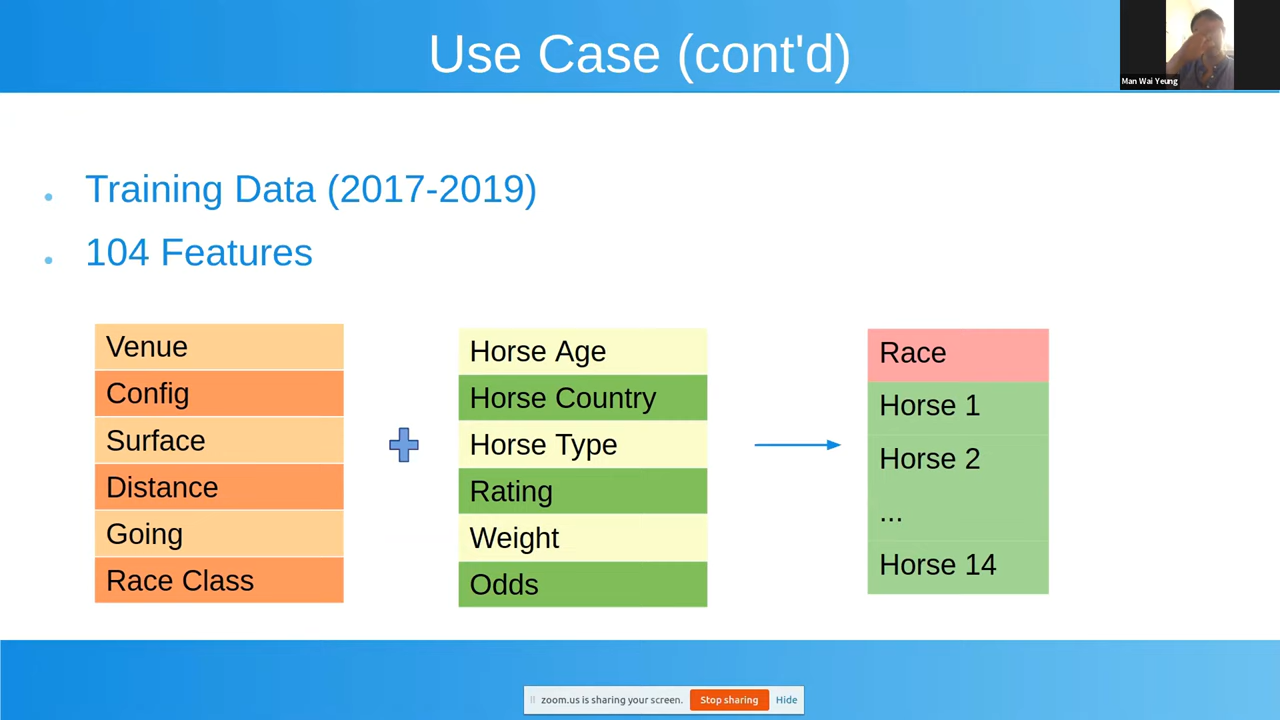 Use Case (cont'd)
Man Wai Yeung
Training Data (2017-2019)
104 Features
Venue
Config
Surface
Distance
Going
Race Class
Horse Age
Horse Country
Horse Type
Rating
Weight
Odds
Race
Horse 1
Horse 2
...
Horse 14
zoom.us is sharing your screen.
Stop sharing
Hide